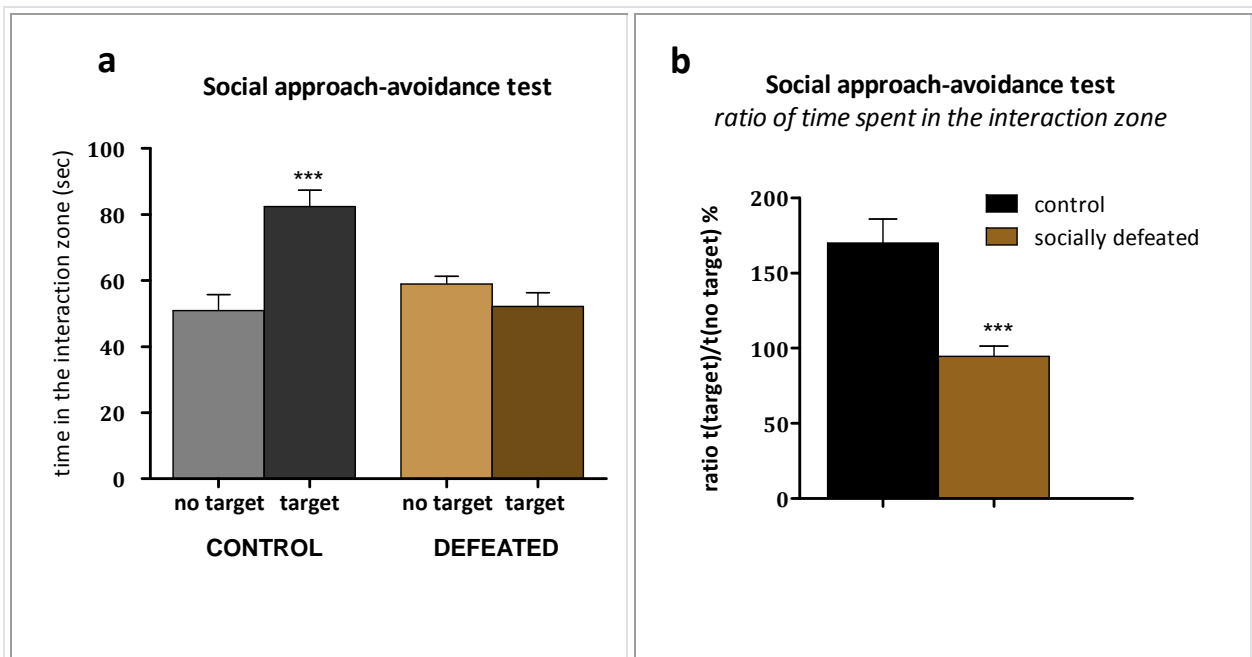 a
Social approach-avoidance test
time in the interaction zone (sec)
100
80
60
40
20
0
***
no target target no target target
CONTROL DEFEATED
b
Social approach-avoidance test
ratio of time spent in the interaction zone
ratio t(target)/t(no target) %
200
150
100
50
0
control
socially defeated
***